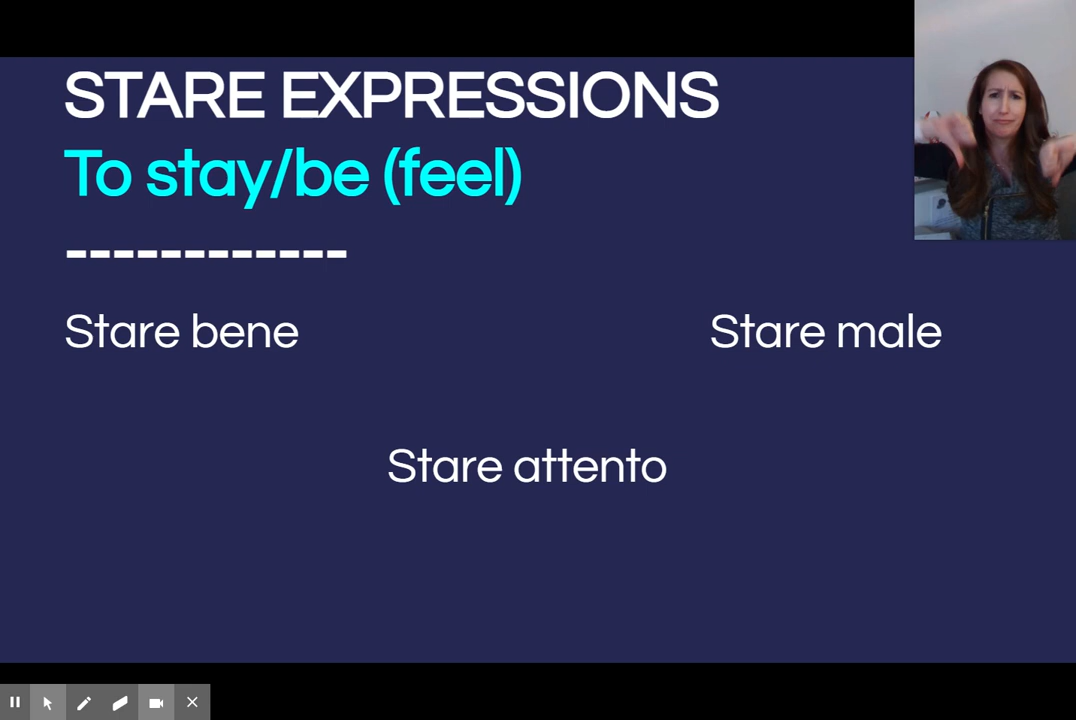 STARE EXPRESSIONS
To stay/be (feel)
------------
Stare bene
Stare male
Stare attento